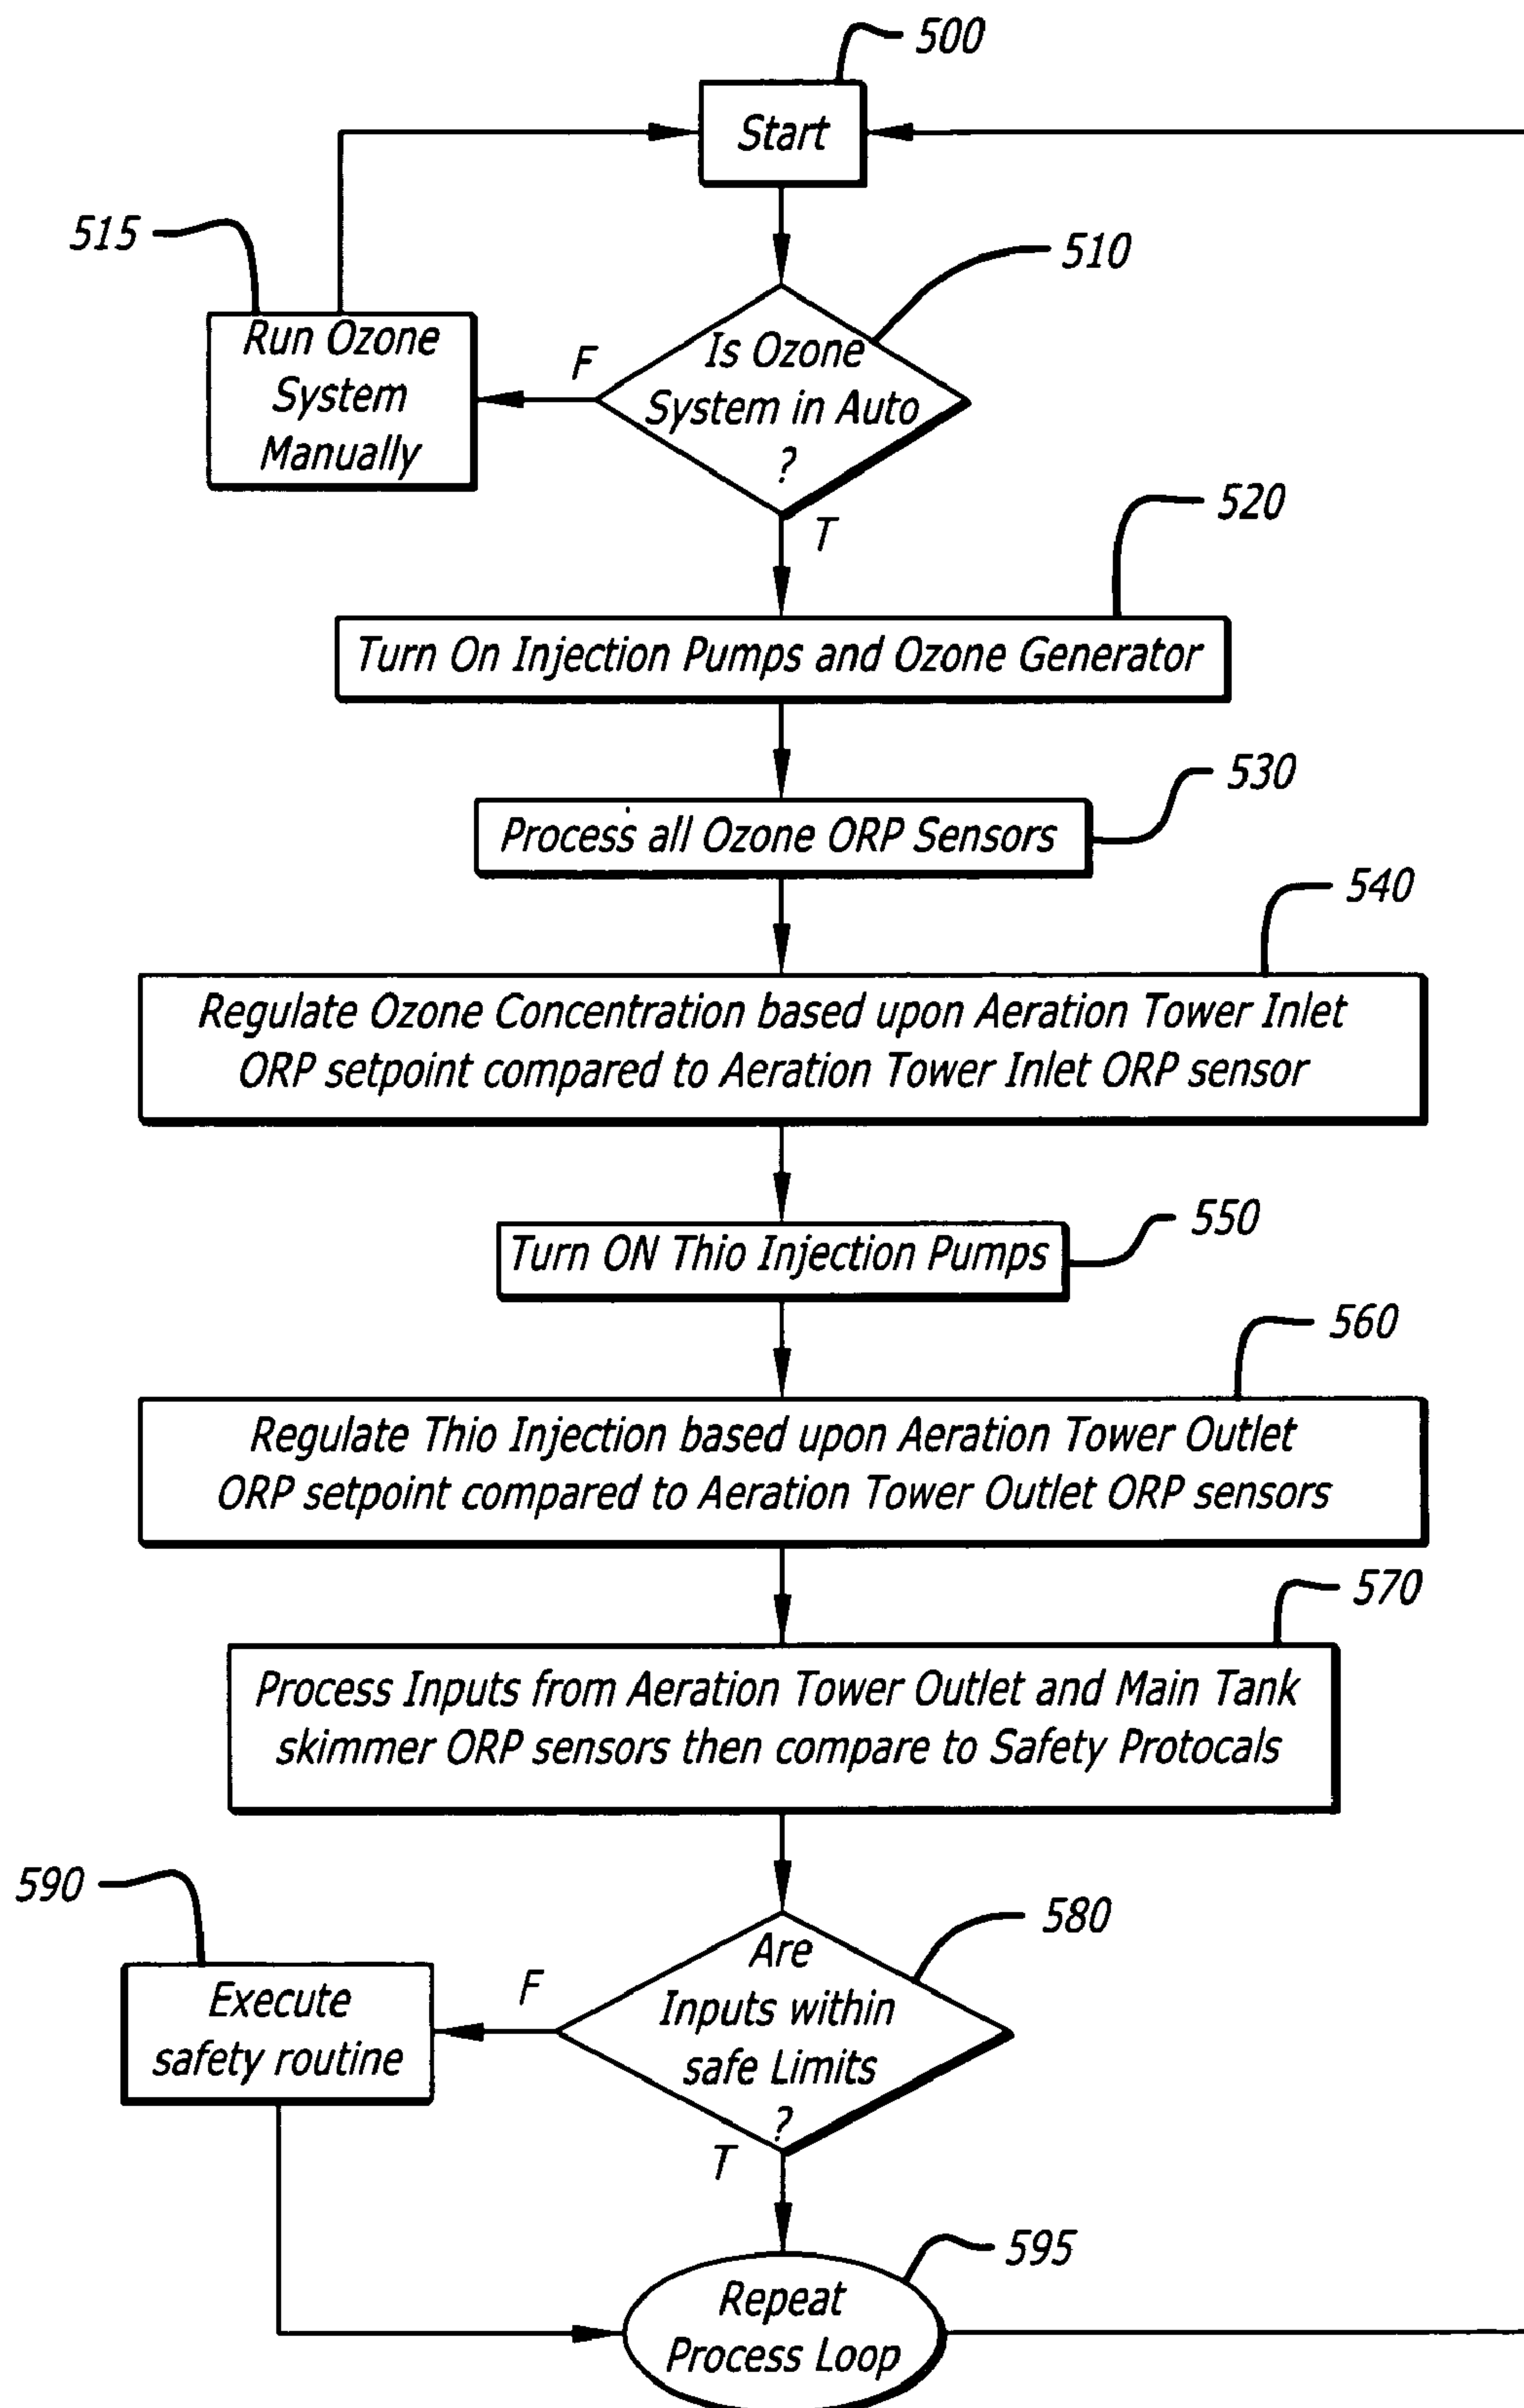 500
Start
515
510
Run Ozone
System
Manually
F
Is Ozone
System in Auto
?
T
520
Turn On Injection Pumps and Ozone Generator
530
Process all Ozone ORP Sensors
540
Regulate Ozone Concentration based upon Aeration Tower Inlet
ORP setpoint compared to Aeration Tower Inlet ORP sensor
550
Turn ON Thio Injection Pumps
560
Regulate Thio Injection based upon Aeration Tower Outlet
ORP setpoint compared to Aeration Tower Outlet ORP sensors
570
Process Inputs from Aeration Tower Outlet and Main Tank
skimmer ORP sensors then compare to Safety Protocals
590
580
Execute
safety routine
F
Are
Inputs within
safe Limits
?
T
595
Repeat
Process Loop